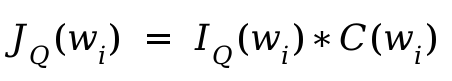 J_Q(w_i) = I_Q(w_i) * C(w_i)